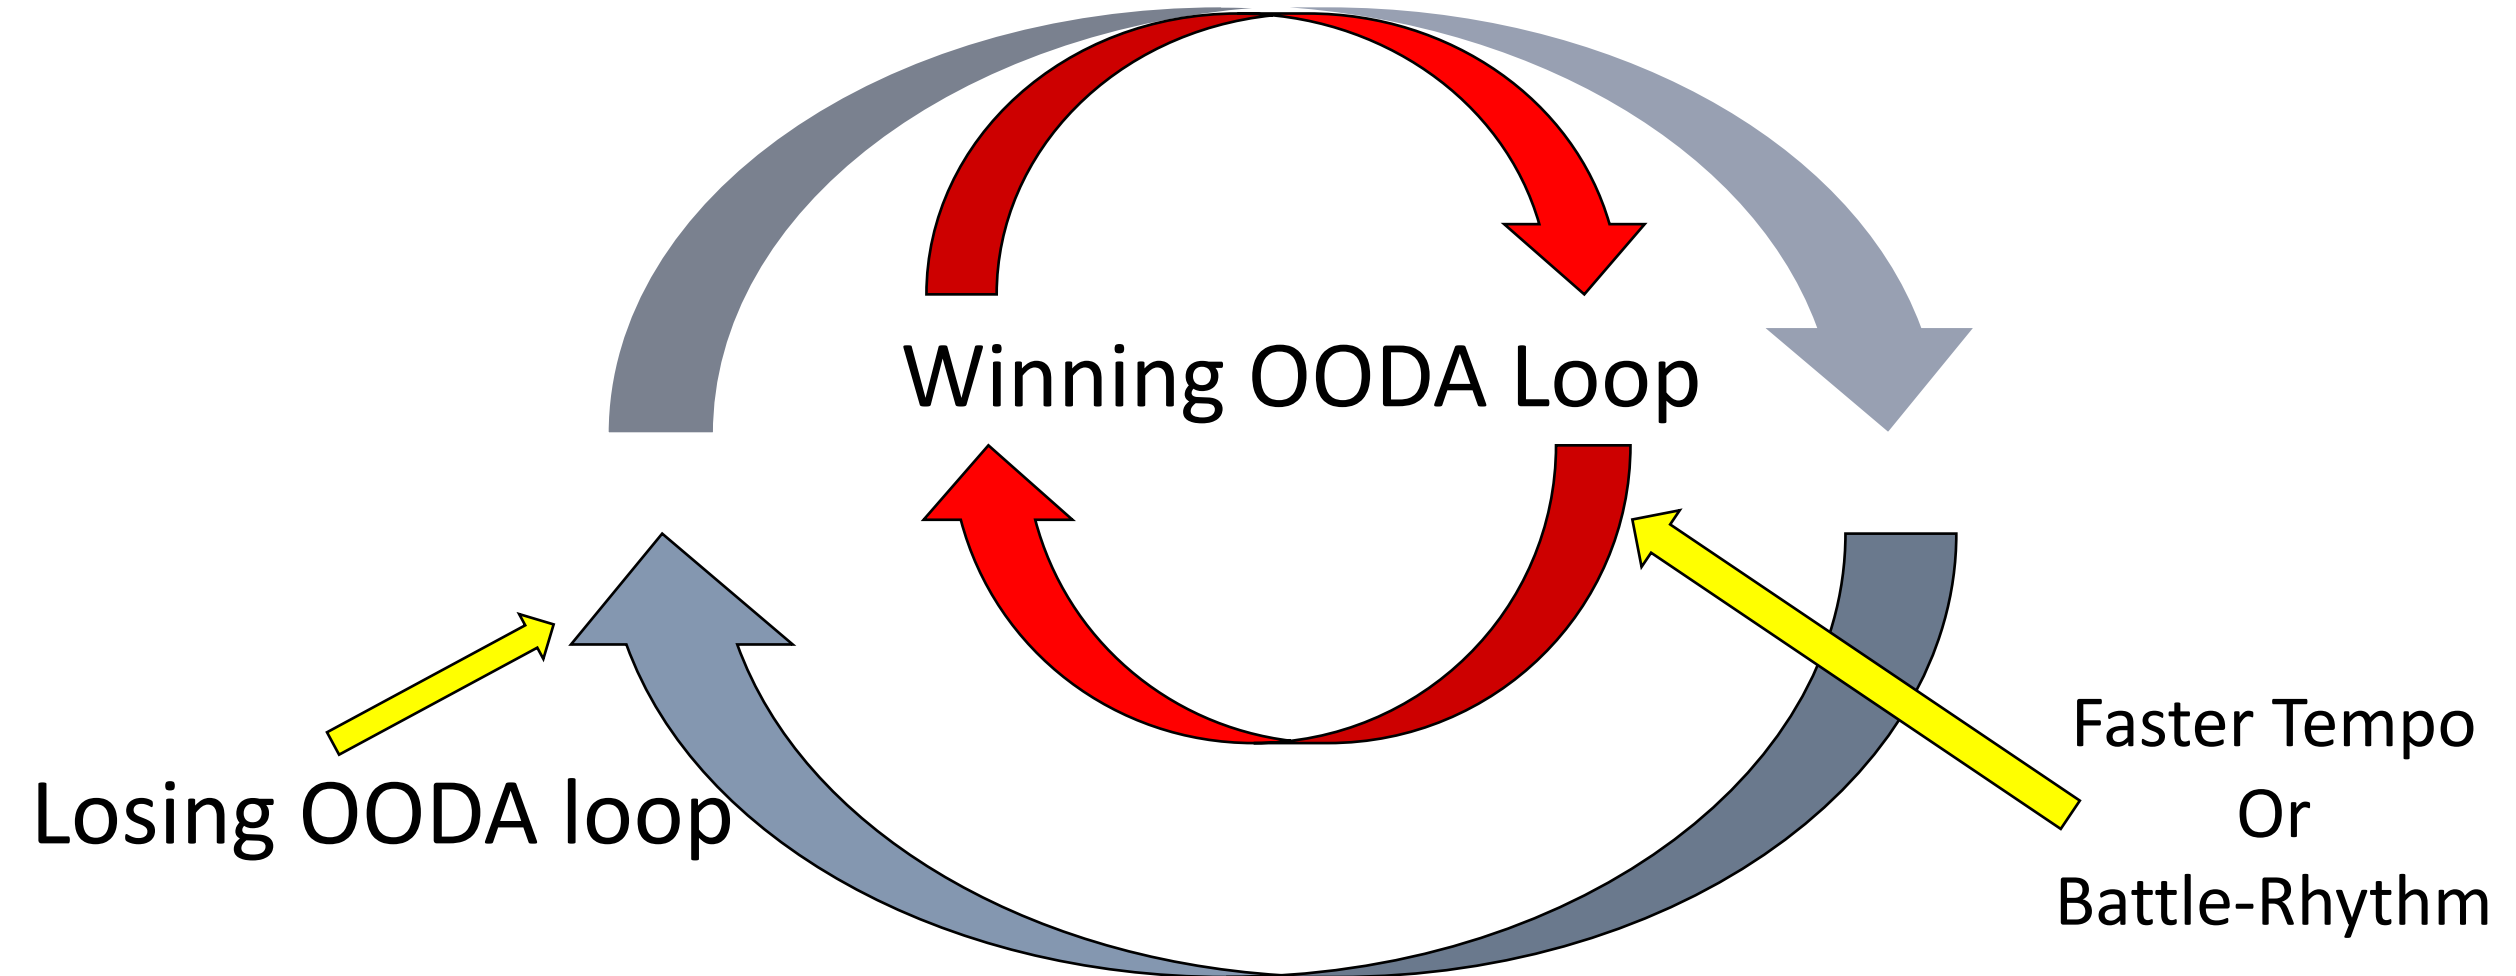 Winning OODA Loop
Losing OODA loop
Faster Tempo
Or
Battle-Rhythm